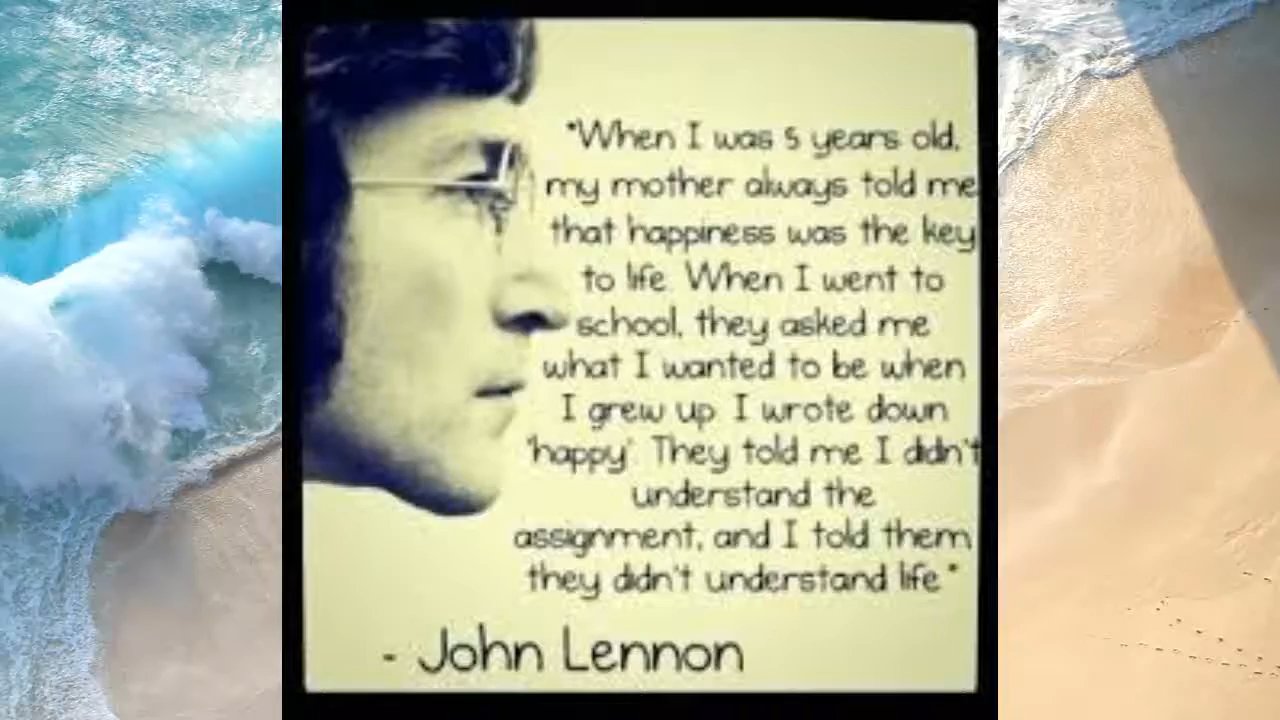 "When I was 5 years old,
my mother always told me
that happiness was the key
to life. When I went to
school, they asked me
what I wanted to be when
I grew up. I wrote down
'happy'. They told me I didn't
understand the
assignment, and I told them
they didn't understand life."
- John Lennon